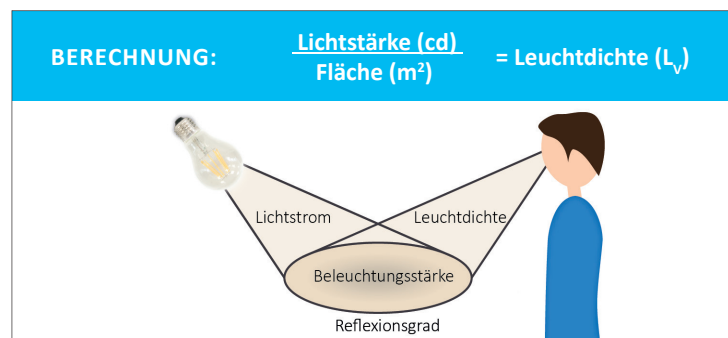 BERECHNUNG: Lichtstärke (cd) / Fläche (m²) = Leuchtdichte (Lᵥ)
Lichtstrom
Leuchtdichte
Beleuchtungsstärke
Reflexionsgrad